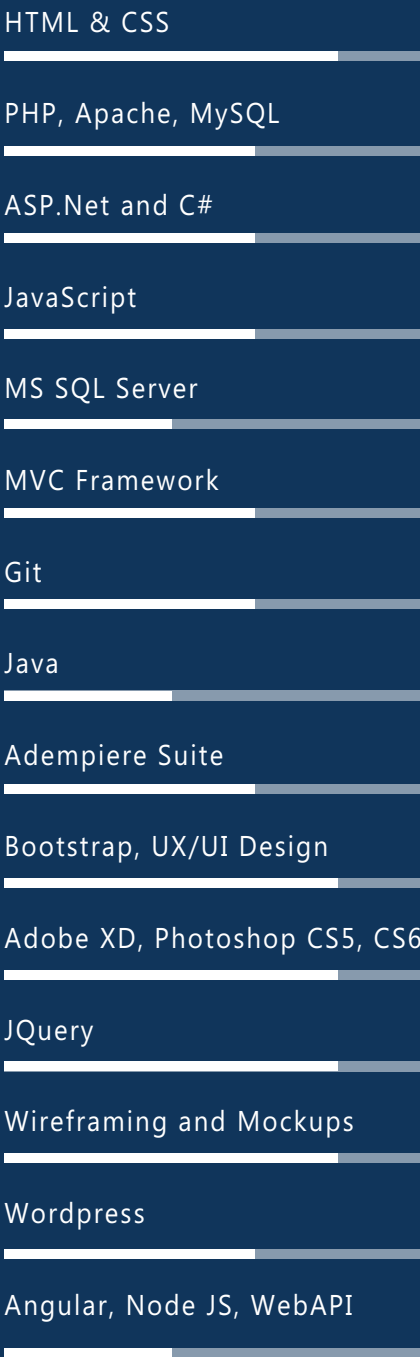 HTML & CSS
PHP, Apache, MySQL
ASP.Net and C#
JavaScript
MS SQL Server
MVC Framework
Git
Java
Adempiere Suite
Bootstrap, UX/UI Design
Adobe XD, Photoshop CS5, CS6
JQuery
Wireframing and Mockups
Wordpress
Angular, Node JS, WebAPI